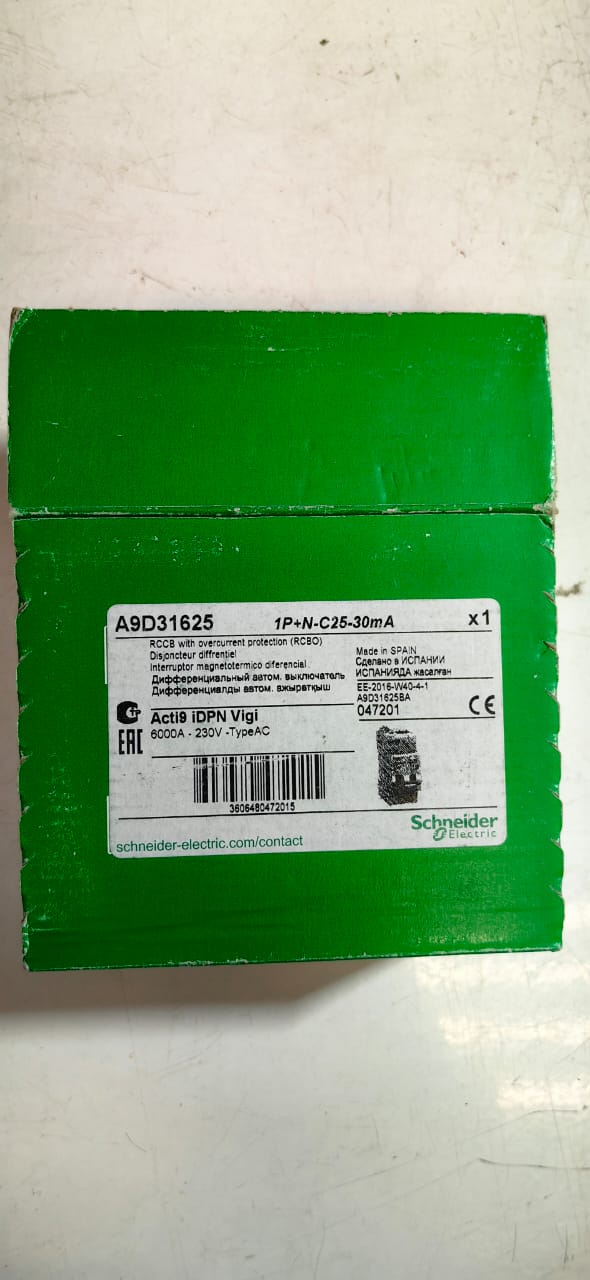 A9D31625 1P+N-C25-30mA x1
RCCB with overcurrent protection (RCBO)
Disjoncteur diffrentiel
Interruptor magnetotermico diferencial.
Дифференциальный автом. выключатель
Дифференциалды автом. ажыратқыш
Made in SPAIN
Сделано в ИСПАНИИ
ИСПАНИЯДА жасалған
EE-2016-W40-4-1
A9D31625BA
047201
CE
EAC
Acti9 iDPN Vigi
6000A - 230V -TypeAC
3606480472015
Schneider
Electric
schneider-electric.com/contact